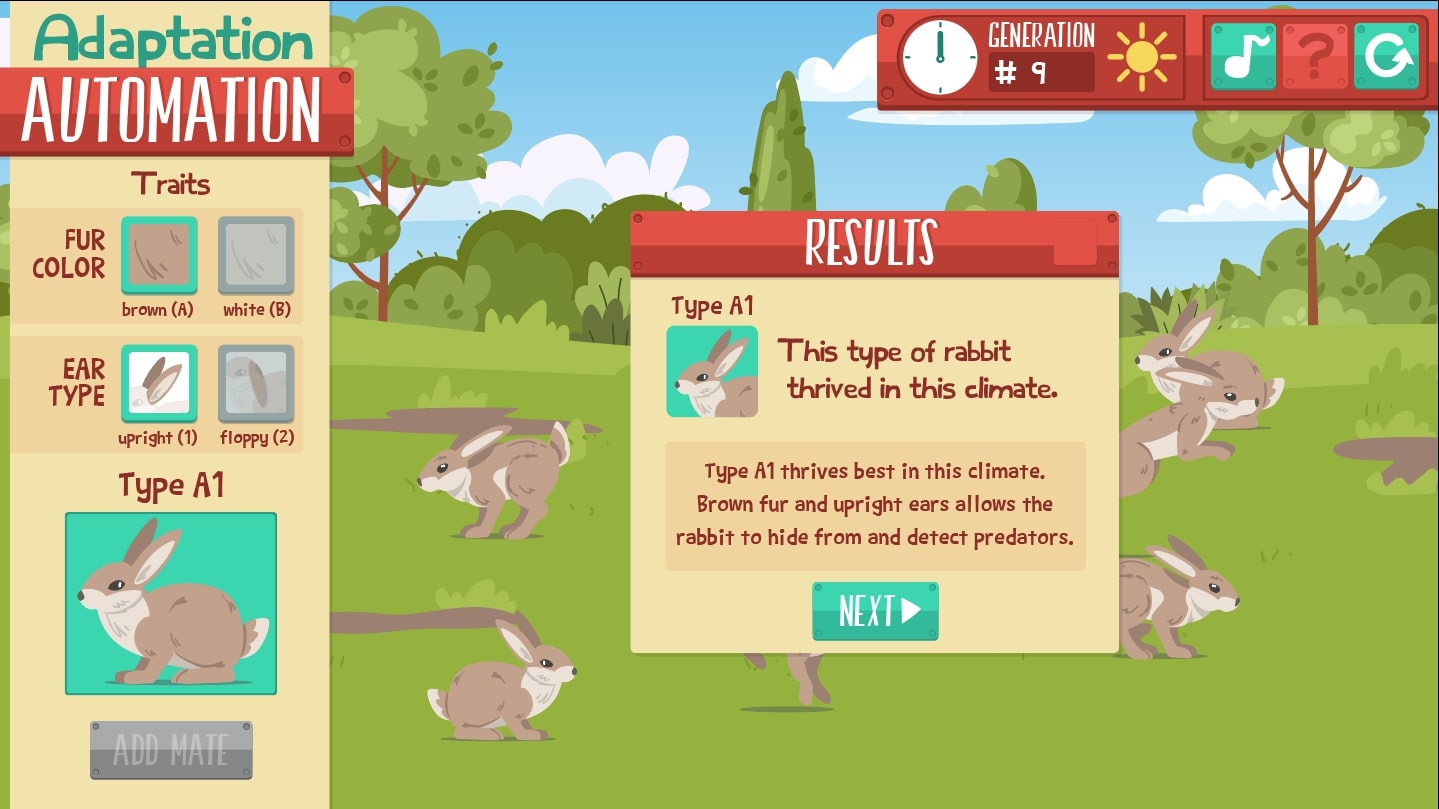 Adaptation
AUTOMATION
Traits
FUR
COLOR
brown (A)
white (B)
EAR
TYPE
upright (1)
floppy (2)
Type A1
ADD MATE
GENERATION
# 9
?
RESULTS
Type A1
This type of rabbit
thrived in this climate.
Type A1 thrives best in this climate.
Brown fur and upright ears allows the
rabbit to hide from and detect predators.
NEXT